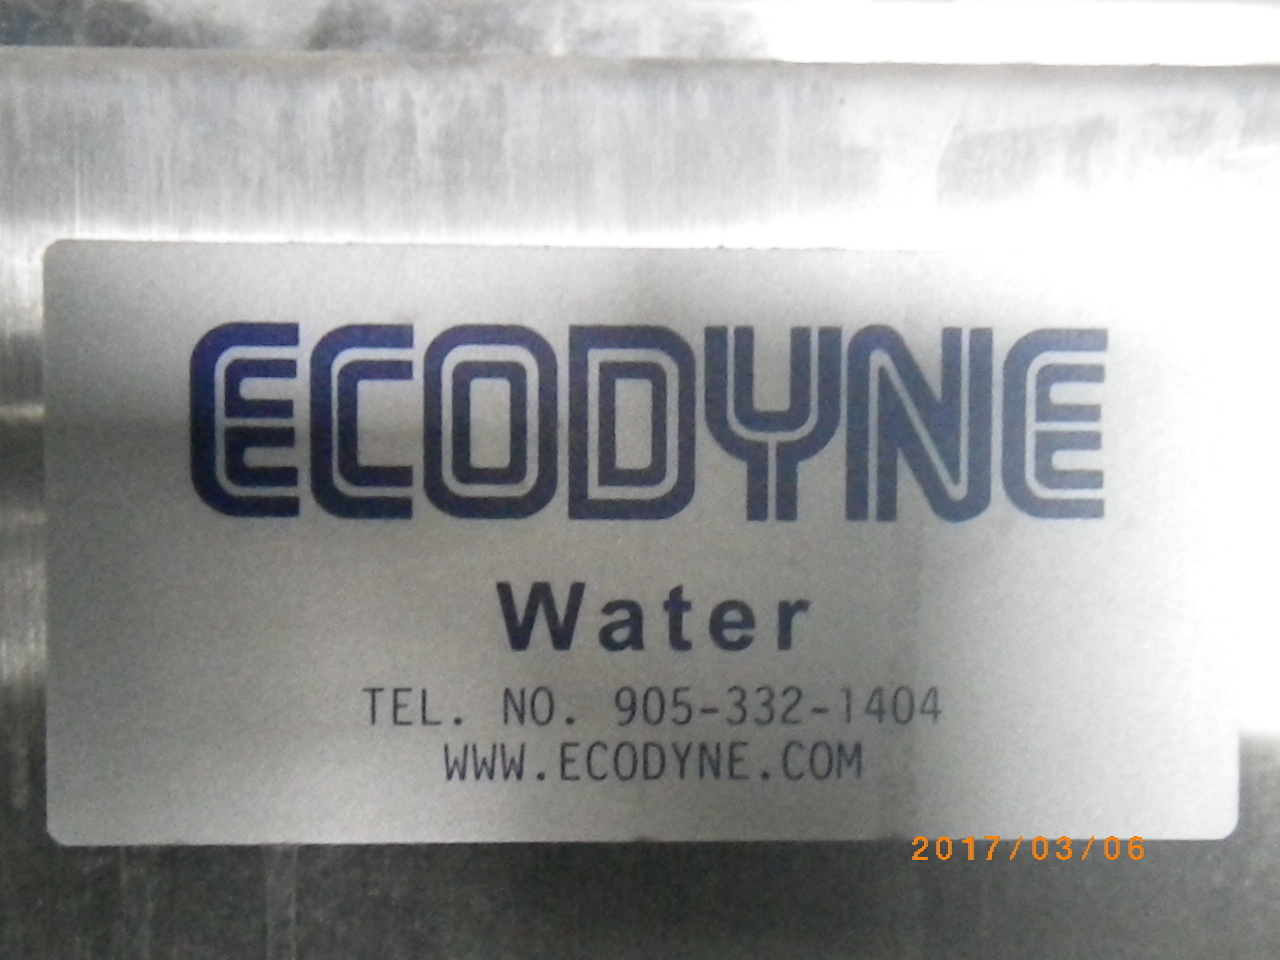 ECODYNE
Water
TEL. NO. 905-332-1404
WWW.ECODYNE.COM
2017/03/06